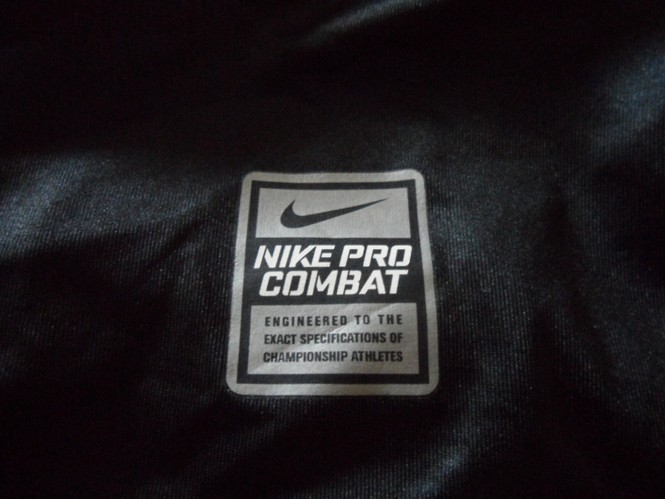 NIKE PRO
COMBAT
ENGINEERED TO THE
EXACT SPECIFICATIONS OF
CHAMPIONSHIP ATHLETES